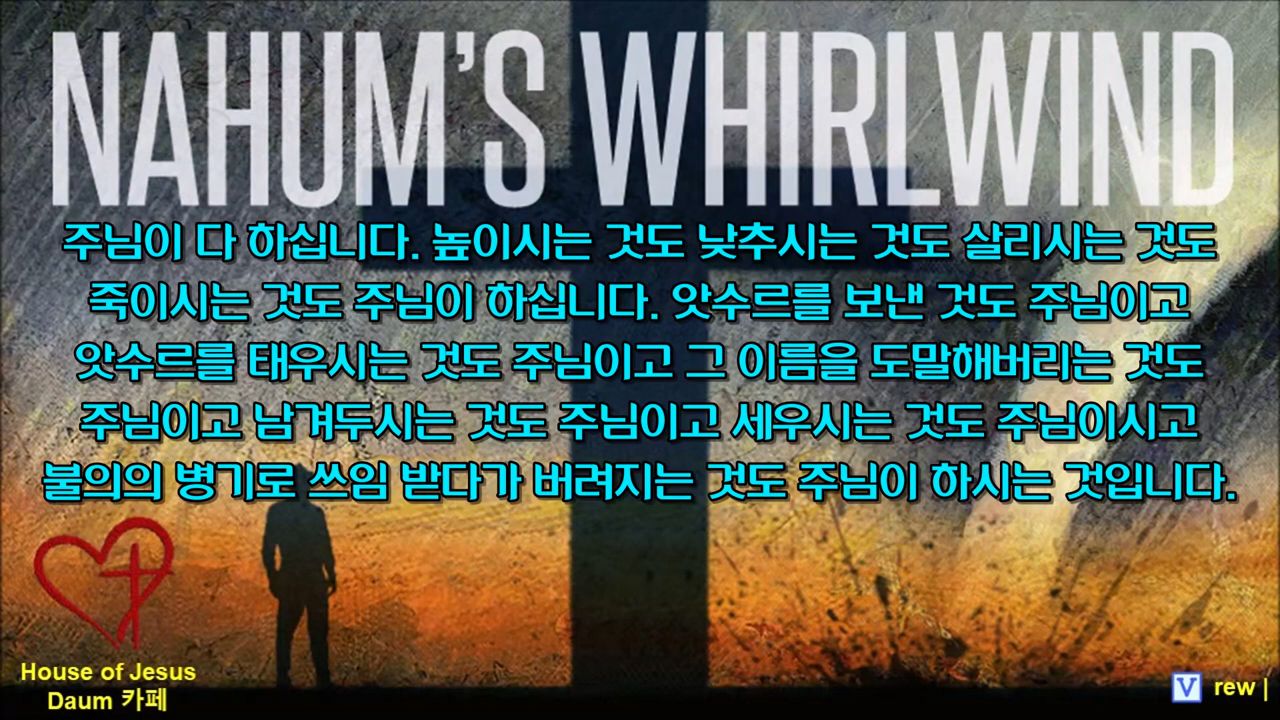 NAHUM'S WHIRLWIND
주님이 다 하십니다. 높이시는 것도 낮추시는 것도 살리시는 것도
죽이시는 것도 주님이 하십니다. 앗수르를 보낸 것도 주님이고
앗수르를 태우시는 것도 주님이고 그 이름을 도말해버리는 것도
주님이고 남겨두시는 것도 주님이고 세우시는 것도 주님이시고
불의의 병기로 쓰임 받다가 버려지는 것도 주님이 하시는 것입니다.
House of Jesus
Daum 카페
V rew |